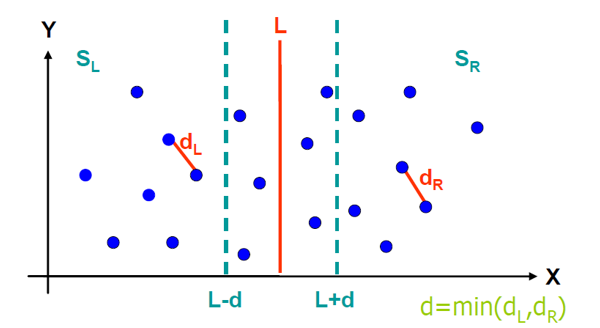 Y
L
S_L
S_R
d_L
d_R
X
L-d
L+d
d=min(d_L,d_R)